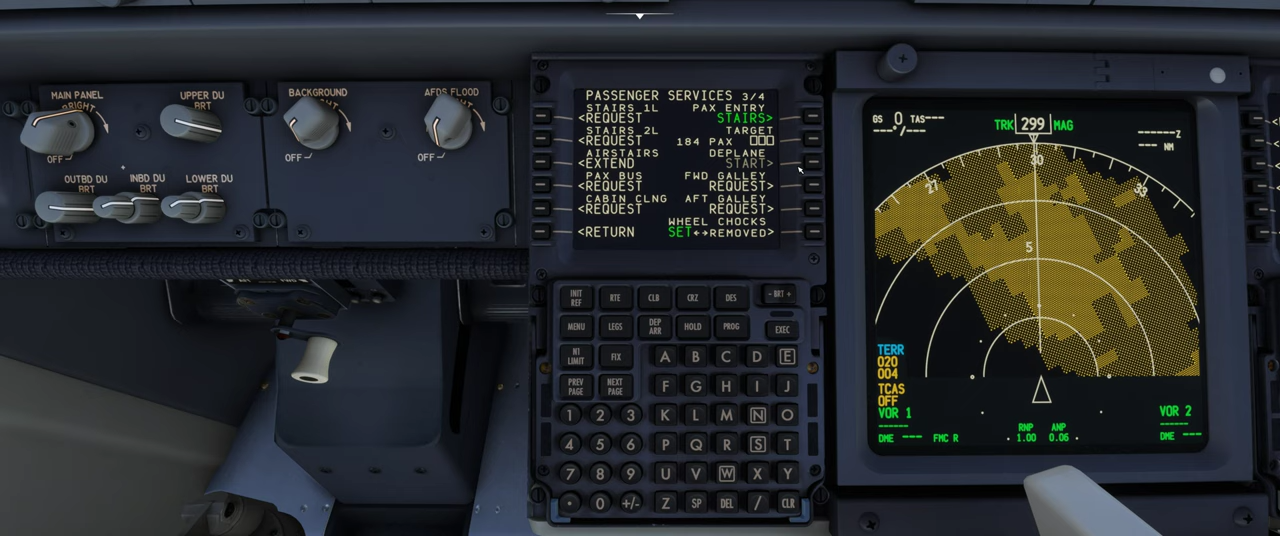 MAIN PANEL
BRIGHT
OFF
UPPER DU
BRT
OUTBD DU
BRT
INBD DU
BRT
LOWER DU
BRT
BACKGROUND
OFF
AFDS FLOOD
OFF
PASSENGER SERVICES 3/4
STAIRS 1L PAX ENTRY
<REQUEST STAIRS>
STAIRS 2L TARGET
<REQUEST 184 PAX □□□
AIRSTAIRS DEPLANE
<EXTEND START>
PAX BUS FWD GALLEY
<REQUEST REQUEST>
CABIN CLNG AFT GALLEY
<REQUEST REQUEST>
WHEEL CHOCKS
<RETURN SET←→REMOVED>
INIT REF
RTE
CLB
CRZ
DES
- BRT +
MENU
LEGS
DEP ARR
HOLD
PROG
EXEC
N1 LIMIT
FIX
A B C D E
PREV PAGE
NEXT PAGE
F G H I J
1 2 3 K L M N O
4 5 6 P Q R S T
7 8 9 U V W X Y
. 0 +/- Z SP DEL / CLR
GS 0 TAS---
---°/---
TRK 299 MAG
------Z
--- NM
27
30
33
5
TERR
020
004
TCAS
OFF
VOR 1
------
DME ---
FMC R
RNP
1.00
ANP
0.06
VOR 2
------
DME ---